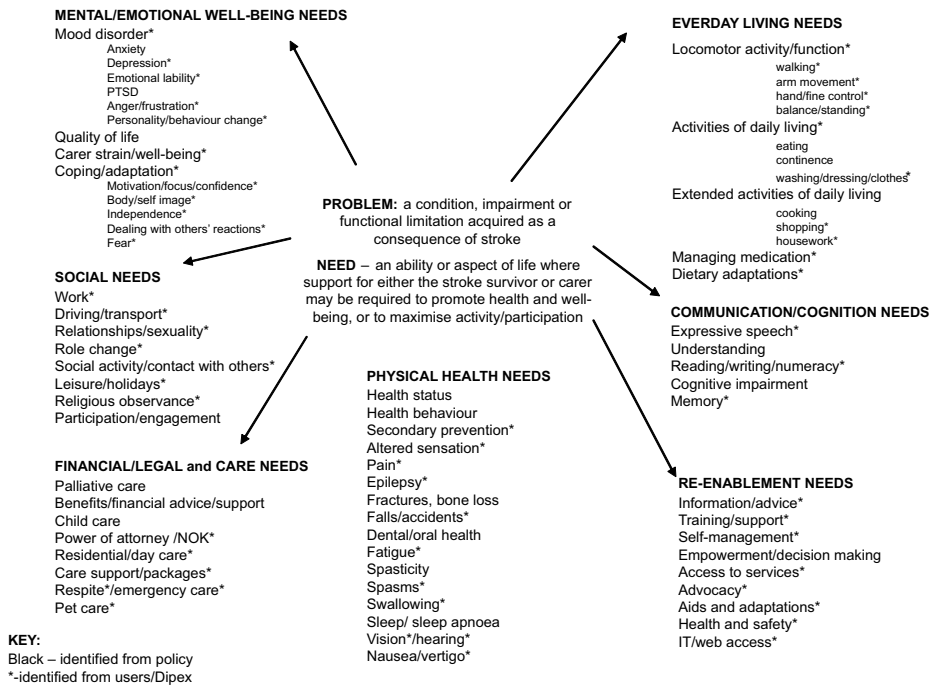 MENTAL/EMOTIONAL WELL-BEING NEEDS
Mood disorder*
Anxiety
Depression*
Emotional lability*
PTSD
Anger/frustration*
Personality/behaviour change*
Quality of life
Carer strain/well-being*
Coping/adaptation*
Motivation/focus/confidence*
Body/self image*
Independence*
Dealing with others' reactions*
Fear*
EVERDAY LIVING NEEDS
Locomotor activity/function*
walking*
arm movement*
hand/fine control*
balance/standing*
Activities of daily living*
eating
continence
washing/dressing/clothes*
Extended activities of daily living
cooking
shopping*
housework*
Managing medication*
Dietary adaptations*
PROBLEM: a condition, impairment or
functional limitation acquired as a
consequence of stroke
NEED – an ability or aspect of life where
support for either the stroke survivor or carer
may be required to promote health and well-
being, or to maximise activity/participation
SOCIAL NEEDS
Work*
Driving/transport*
Relationships/sexuality*
Role change*
Social activity/contact with others*
Leisure/holidays*
Religious observance*
Participation/engagement
COMMUNICATION/COGNITION NEEDS
Expressive speech*
Understanding
Reading/writing/numeracy*
Cognitive impairment
Memory*
PHYSICAL HEALTH NEEDS
Health status
Health behaviour
Secondary prevention*
Altered sensation*
Pain*
Epilepsy*
Fractures, bone loss
Falls/accidents*
Dental/oral health
Fatigue*
Spasticity
Spasms*
Swallowing*
Sleep/ sleep apnoea
Vision*/hearing*
Nausea/vertigo*
FINANCIAL/LEGAL and CARE NEEDS
Palliative care
Benefits/financial advice/support
Child care
Power of attorney /NOK*
Residential/day care*
Care support/packages*
Respite*/emergency care*
Pet care*
RE-ENABLEMENT NEEDS
Information/advice*
Training/support*
Self-management*
Empowerment/decision making
Access to services*
Advocacy*
Aids and adaptations*
Health and safety*
IT/web access*
KEY:
Black – identified from policy
*-identified from users/Dipex